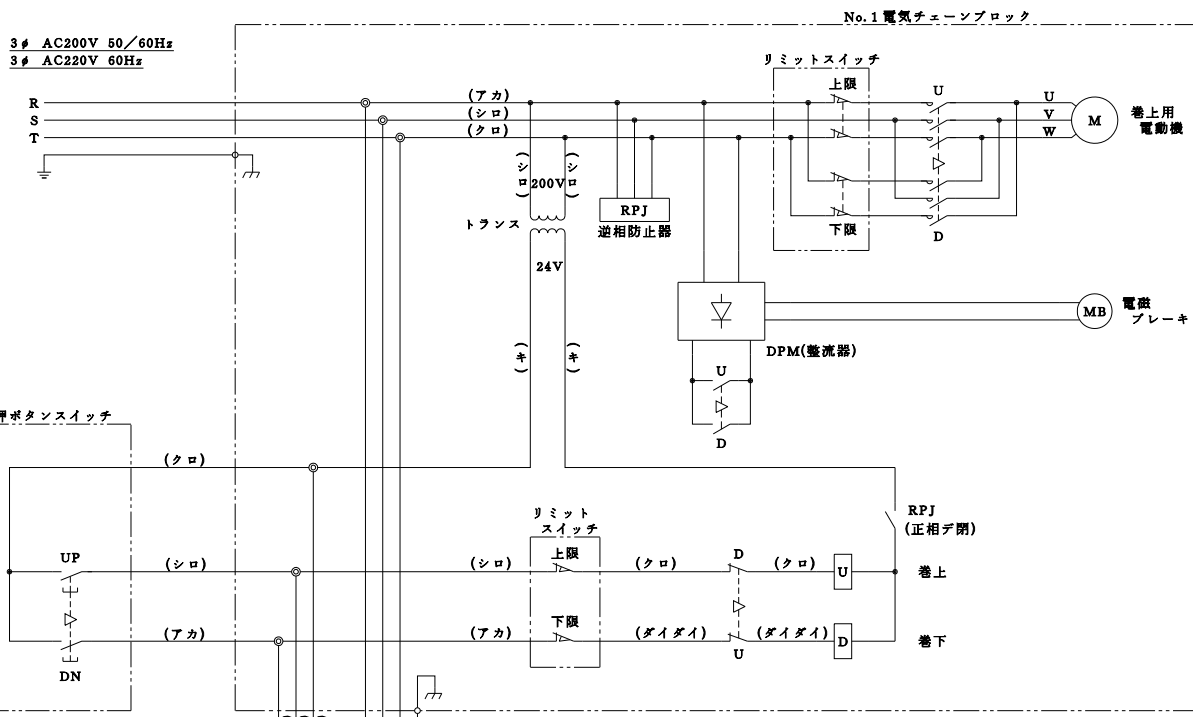 No.1電気チェーンブロック
3φ AC200V 50/60Hz
3φ AC220V 60Hz
リミットスイッチ
上限
U
R
(アカ)
U
S
(シロ)
V
M
巻上用
電動機
T
(クロ)
W
(シロ)
200V
(シロ)
RPJ
逆相防止器
トランス
下限
D
24V
MB
電磁
ブレーキ
(キ)
(キ)
DPM(整流器)
U
D
押ボタンスイッチ
(クロ)
RPJ
(正相デ閉)
リミット
スイッチ
UP
(シロ)
(シロ)
上限
(クロ)
D
(クロ)
U
巻上
(アカ)
(アカ)
下限
(ダイダイ)
(ダイダイ)
D
巻下
U
DN